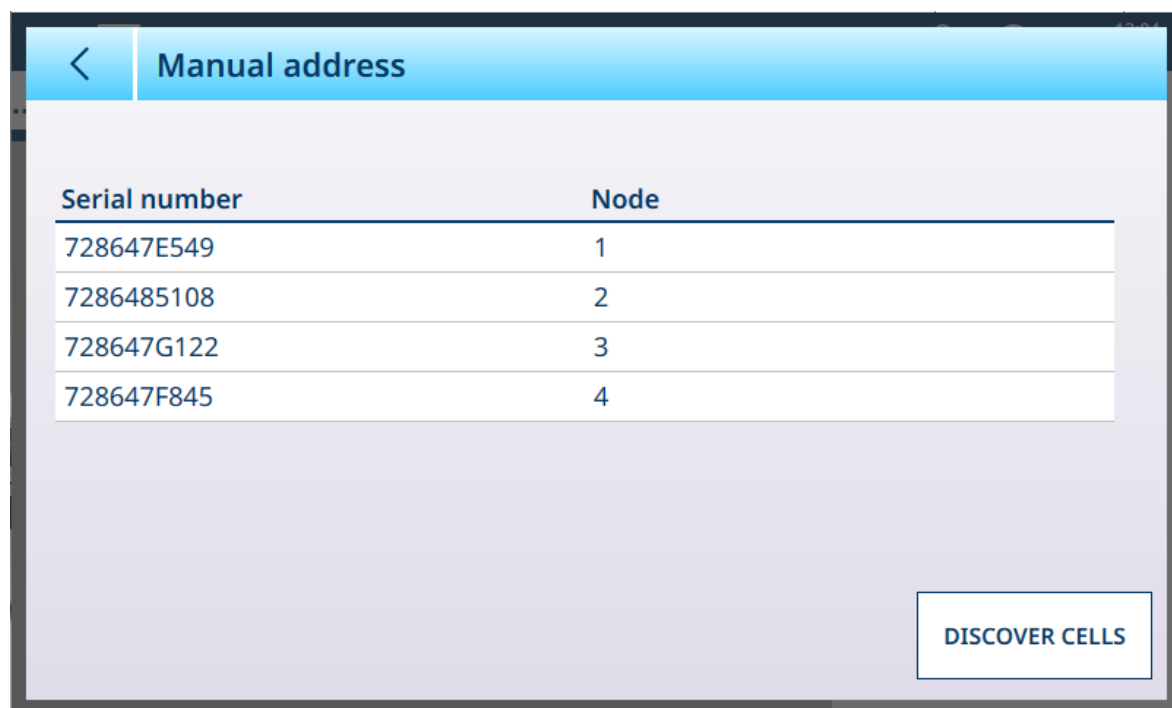 Manual address
Serial number Node
728647E549 1
7286485108 2
728647G122 3
728647F845 4
DISCOVER CELLS